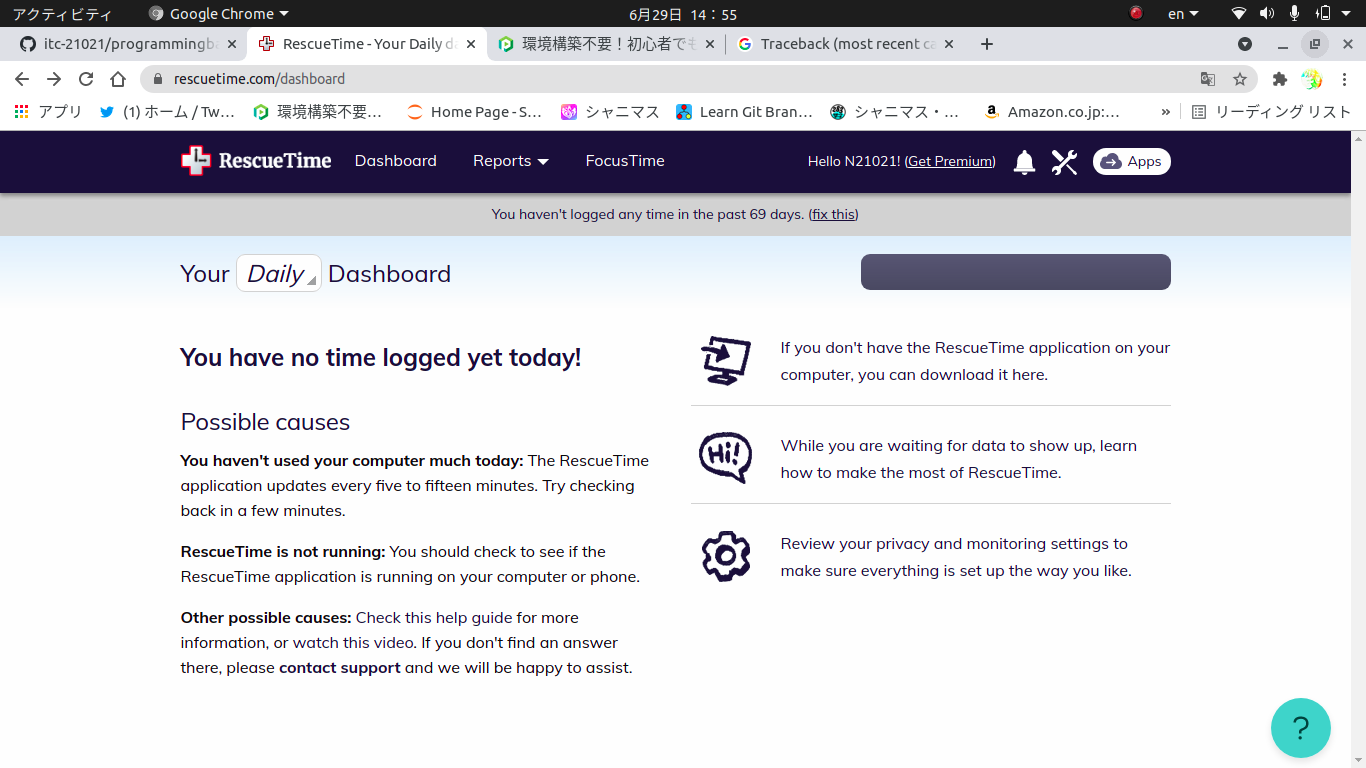 アクティビティ Google Chrome 6月29日 14：55 en
itc-21021/programmingba RescueTime - Your Daily da 環境構築不要！初心者でも Traceback (most recent ca
rescuetime.com/dashboard
アプリ (1) ホーム / Tw… 環境構築不要… Home Page - S… シャニマス Learn Git Bran… シャニマス・… Amazon.co.jp:… » リーディング リスト
RescueTime Dashboard Reports FocusTime Hello N21021! (Get Premium) Apps
You haven't logged any time in the past 69 days. (fix this)
Your Daily Dashboard
You have no time logged yet today!
Possible causes
You haven't used your computer much today: The RescueTime
application updates every five to fifteen minutes. Try checking
back in a few minutes.
RescueTime is not running: You should check to see if the
RescueTime application is running on your computer or phone.
Other possible causes: Check this help guide for more
information, or watch this video. If you don't find an answer
there, please contact support and we will be happy to assist.
If you don't have the RescueTime application on your
computer, you can download it here.
Hi!
While you are waiting for data to show up, learn
how to make the most of RescueTime.
Review your privacy and monitoring settings to
make sure everything is set up the way you like.
?